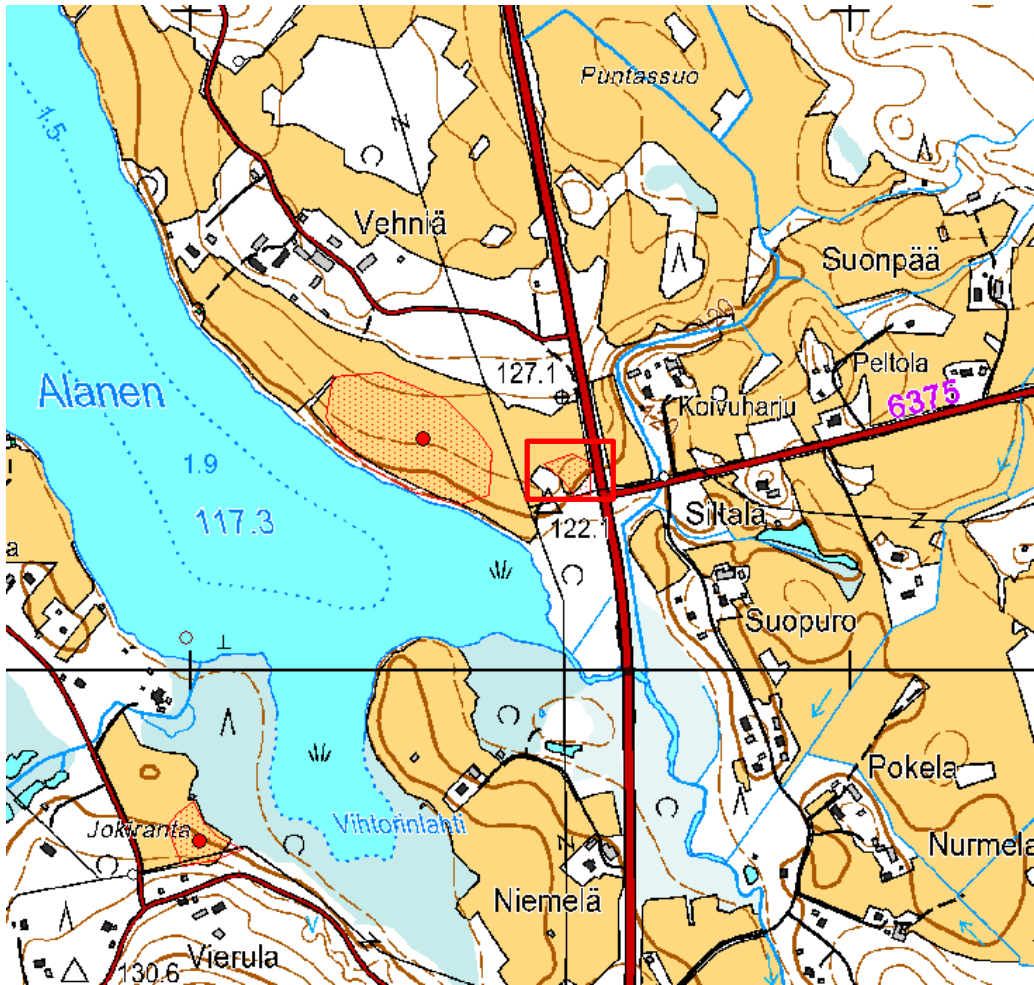 Puntassuo
1.5
Vehniä
Suonpää
127.1
Peltola
Alanen
6375
Koivuharju
1.9
117.3
Siltala
122.1
a
Suopuro
Pokela
Vihtorinlahti
Jokiranta
Nurmela
Niemelä
Vierula
130.6